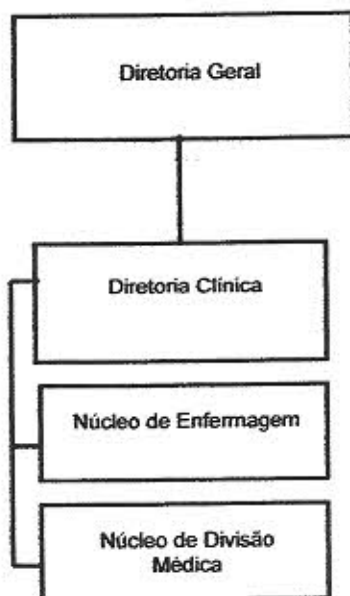 Diretoria Geral
Diretoria Clínica
Núcleo de Enfermagem
Núcleo de Divisão
Médica